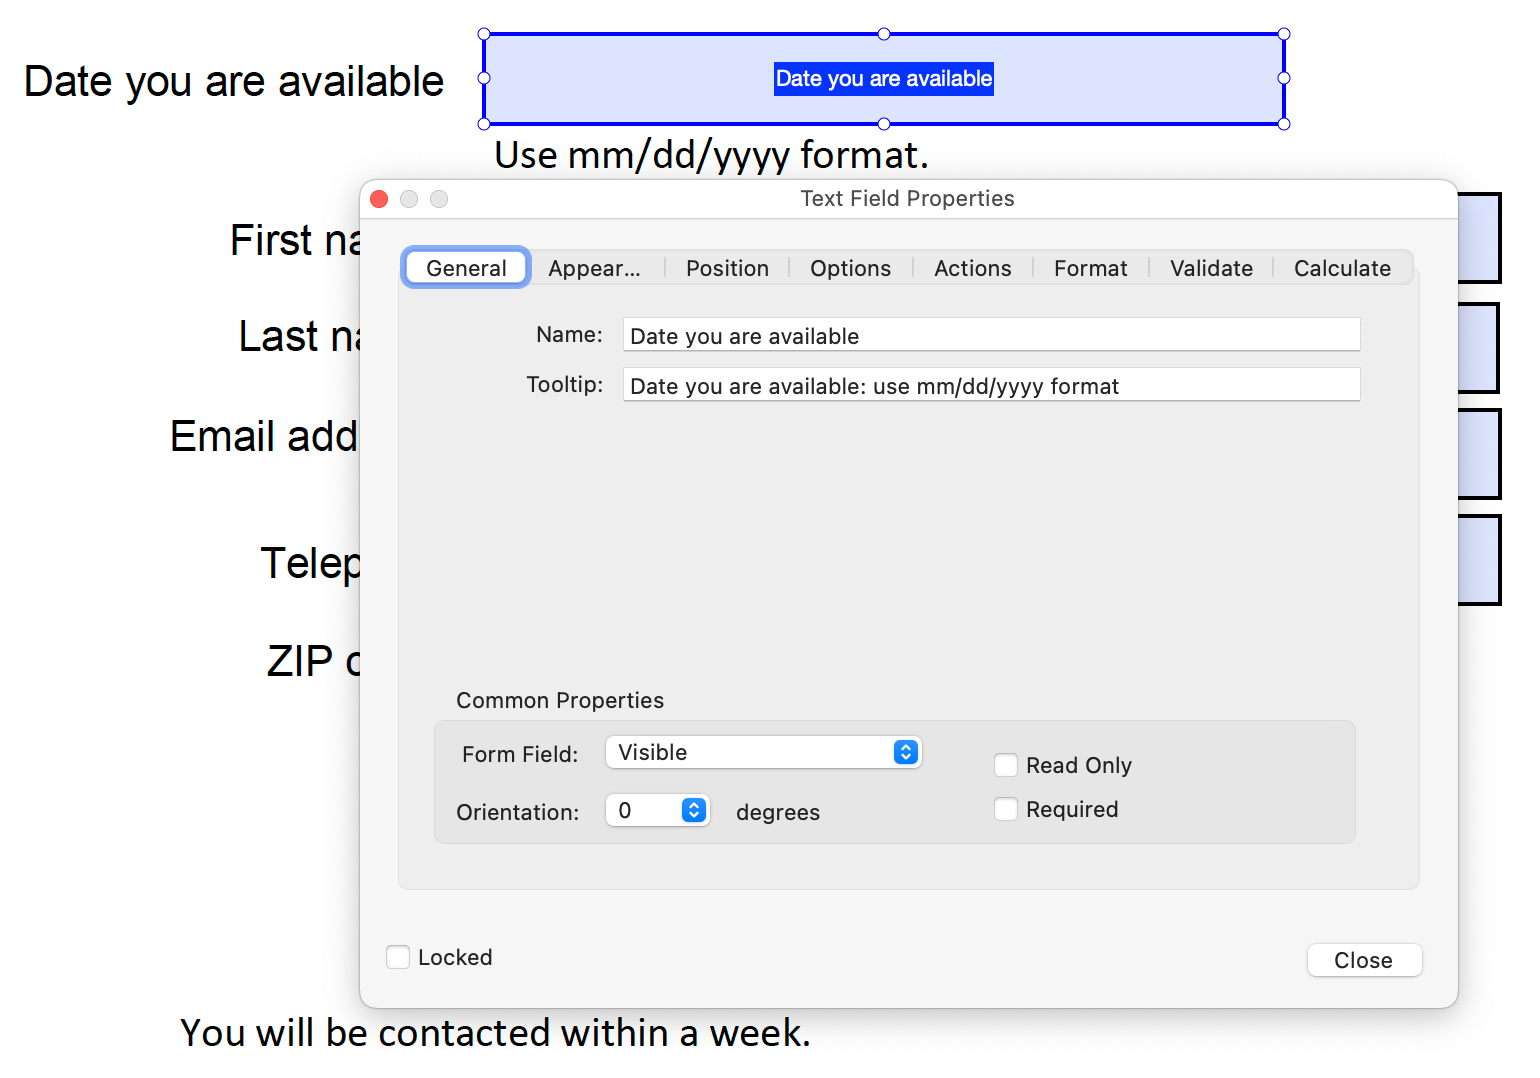 Date you are available
Date you are available
Use mm/dd/yyyy format.
Text Field Properties
General Appear... Position Options Actions Format Validate Calculate
First na
Name: Date you are available
Last na
Tooltip: Date you are available: use mm/dd/yyyy format
Email add
Telep
ZIP c
Common Properties
Form Field: Visible
Read Only
Orientation: 0 degrees
Required
Locked
Close
You will be contacted within a week.